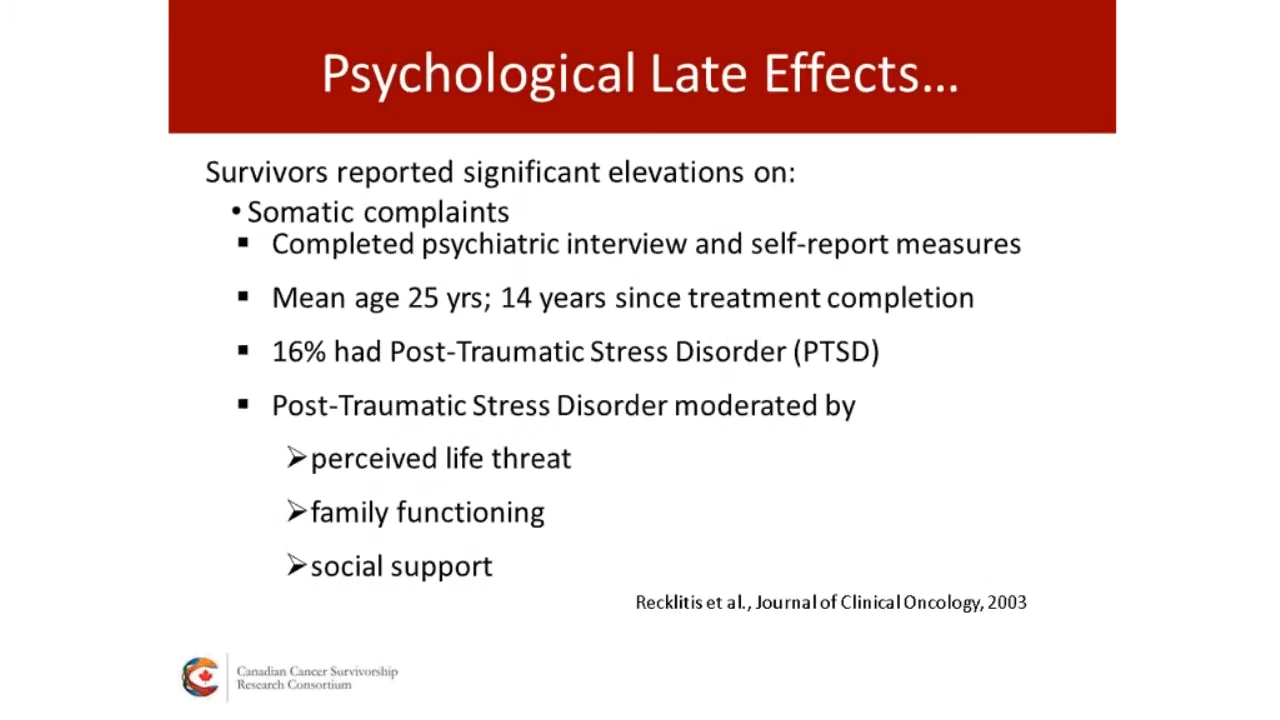 Psychological Late Effects...
Survivors reported significant elevations on:
• Somatic complaints
▪ Completed psychiatric interview and self-report measures
▪ Mean age 25 yrs; 14 years since treatment completion
▪ 16% had Post-Traumatic Stress Disorder (PTSD)
▪ Post-Traumatic Stress Disorder moderated by
➢perceived life threat
➢family functioning
➢social support
Recklitis et al., Journal of Clinical Oncology, 2003
Canadian Cancer Survivorship
Research Consortium